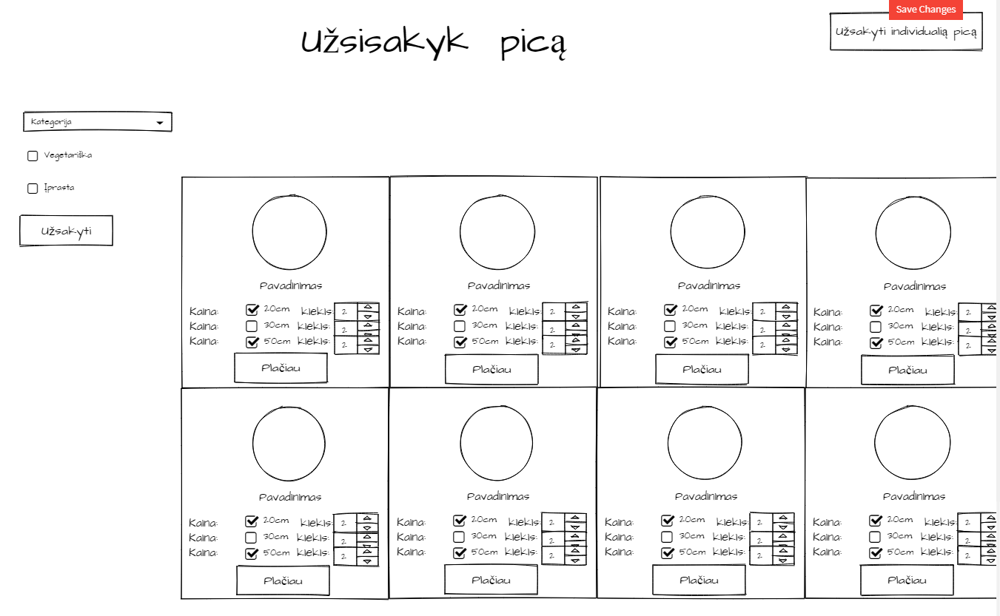 Save Changes
Užsisakyk picą
Užsakyti individualią picą
Kategorija
Vegetariška
Įprasta
Užsakyti
Pavadinimas
Kaina: 20cm kiekis: 2
Kaina: 30cm kiekis: 2
Kaina: 50cm kiekis: 2
Plačiau
Pavadinimas
Kaina: 20cm kiekis: 2
Kaina: 30cm kiekis: 2
Kaina: 50cm kiekis: 2
Plačiau
Pavadinimas
Kaina: 20cm kiekis: 2
Kaina: 30cm kiekis: 2
Kaina: 50cm kiekis: 2
Plačiau
Pavadinimas
Kaina: 20cm kiekis: 2
Kaina: 30cm kiekis: 2
Kaina: 50cm kiekis: 2
Plačiau
Pavadinimas
Kaina: 20cm kiekis: 2
Kaina: 30cm kiekis: 2
Kaina: 50cm kiekis: 2
Plačiau
Pavadinimas
Kaina: 20cm kiekis: 2
Kaina: 30cm kiekis: 2
Kaina: 50cm kiekis: 2
Plačiau
Pavadinimas
Kaina: 20cm kiekis: 2
Kaina: 30cm kiekis: 2
Kaina: 50cm kiekis: 2
Plačiau
Pavadinimas
Kaina: 20cm kiekis: 2
Kaina: 30cm kiekis: 2
Kaina: 50cm kiekis: 2
Plačiau